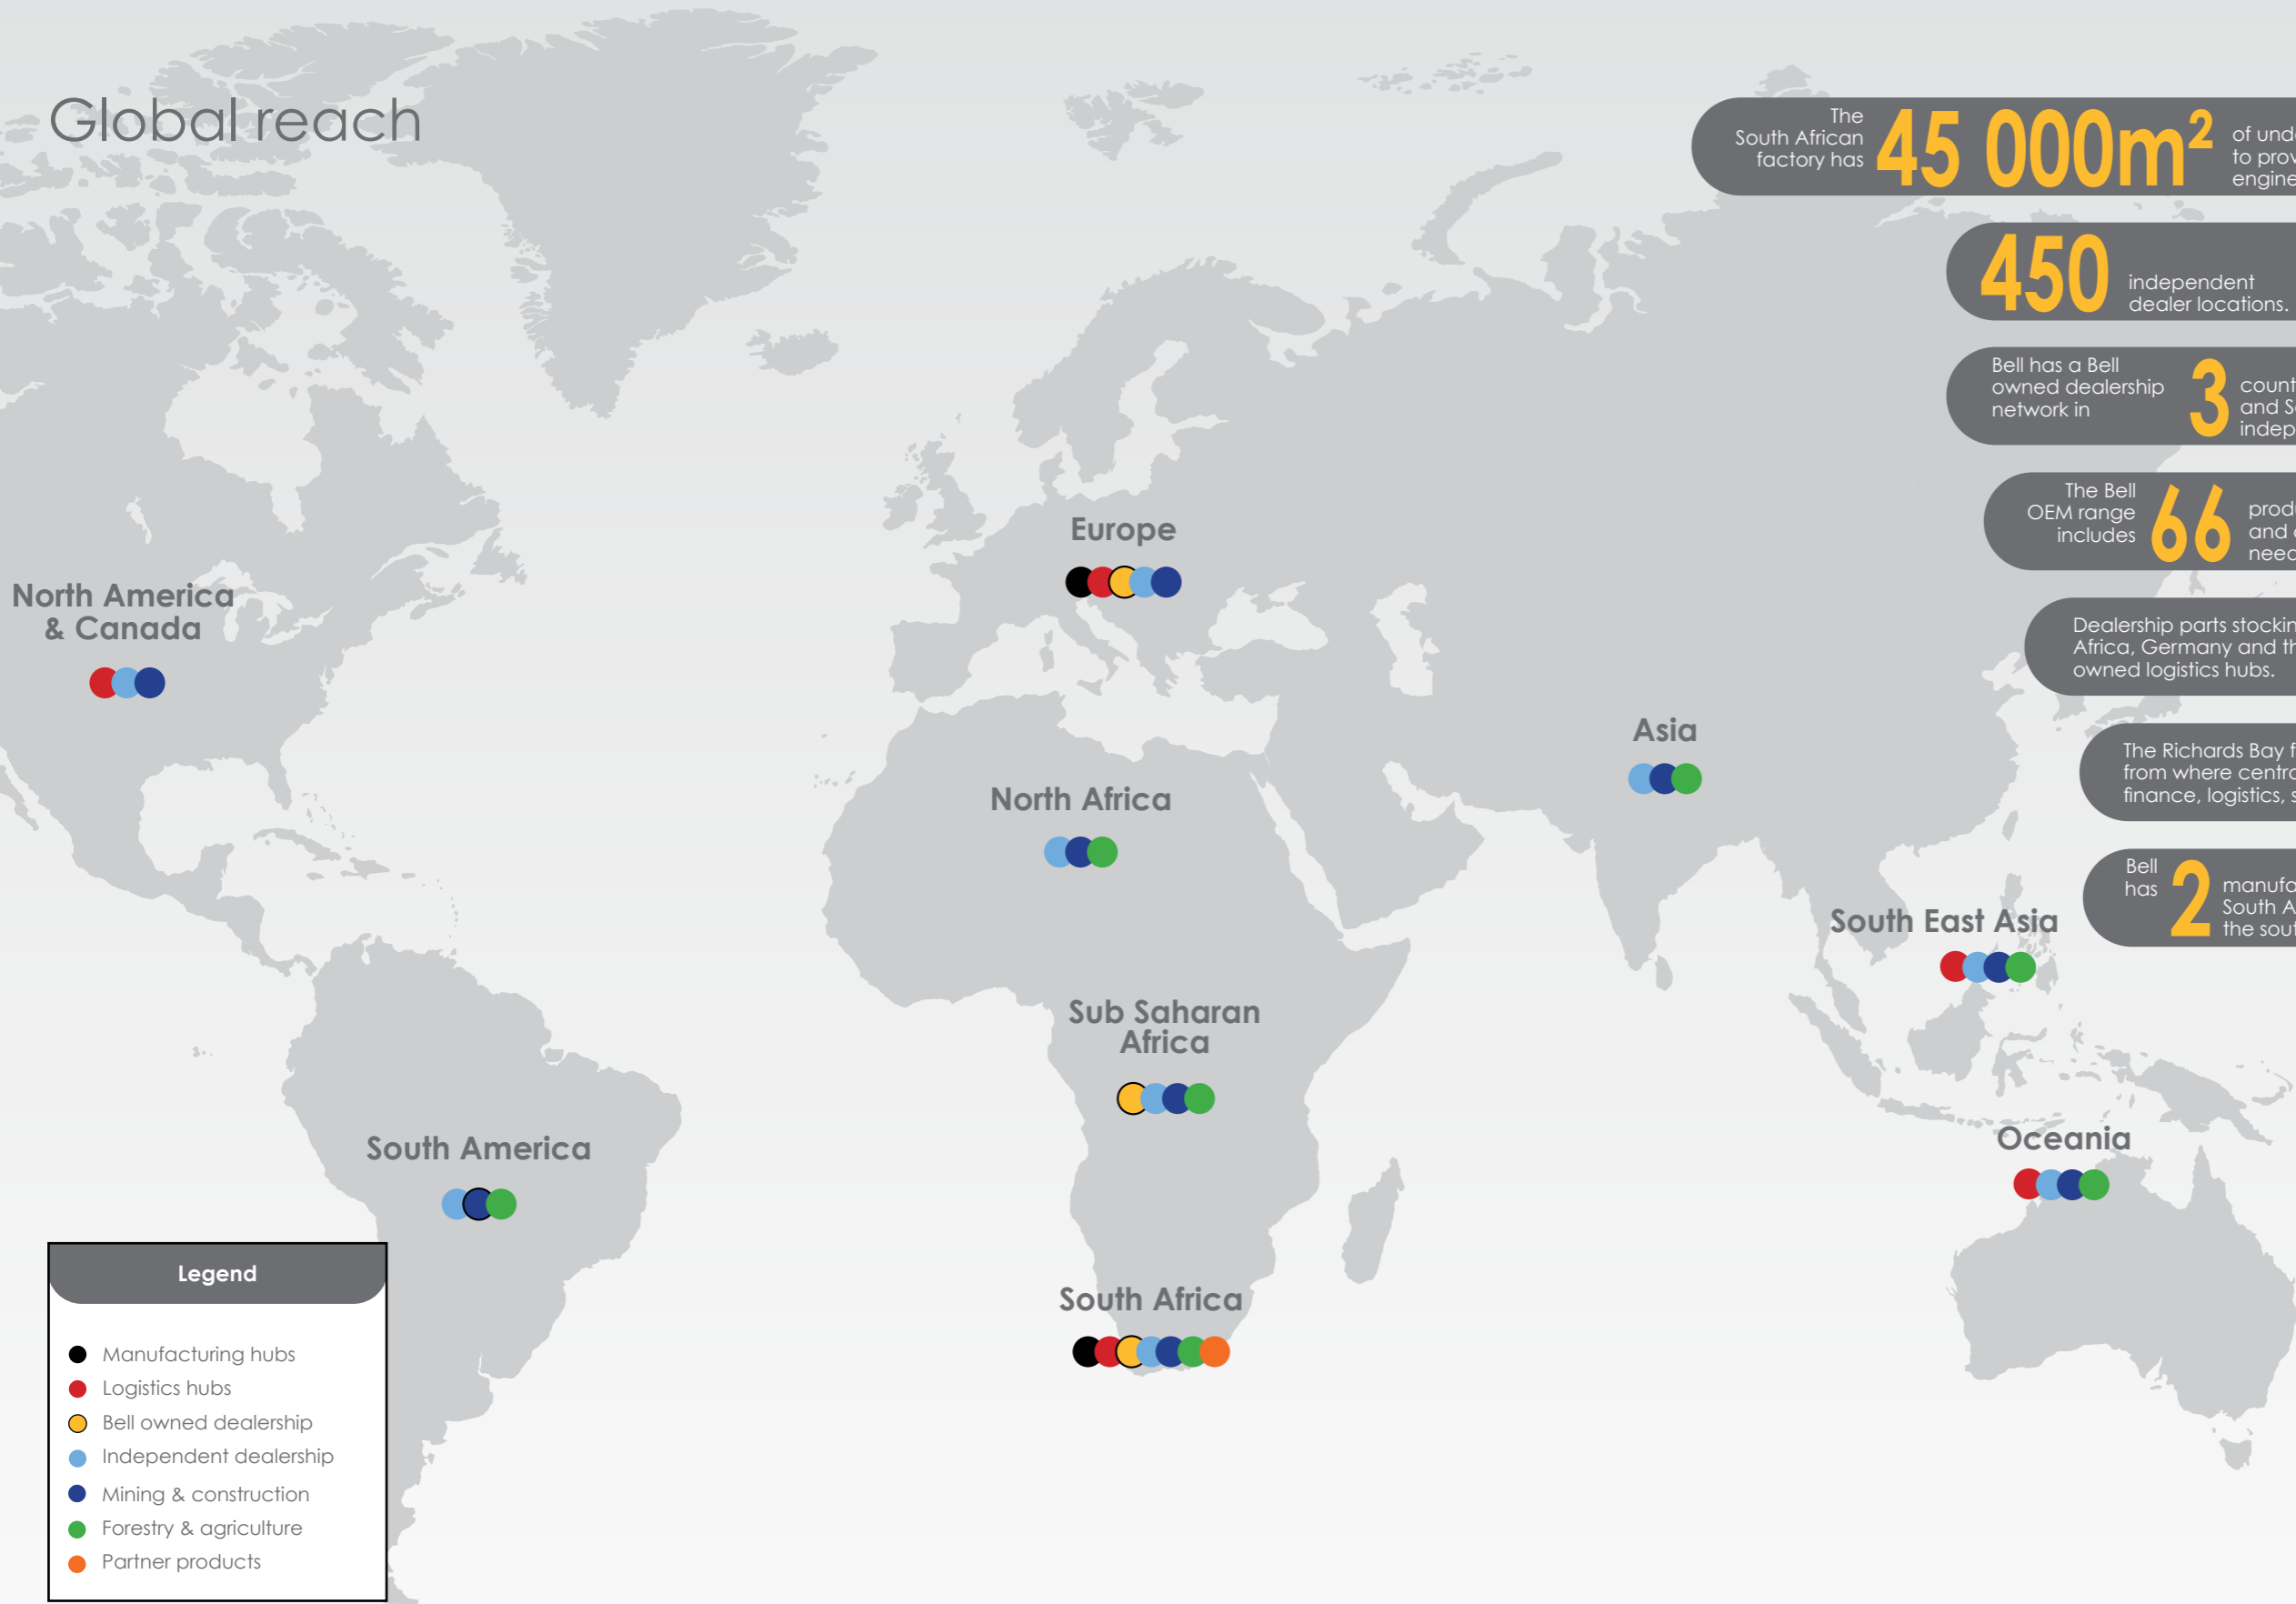 Global reach
The
South African
factory has
45 000m²
of und
to prov
engine
450
independent
dealer locations.
Bell has a Bell
owned dealership
network in
3
count
and S
indep
The Bell
OEM range
includes
66
produ
and
need
Dealership parts stockin
Africa, Germany and th
owned logistics hubs.
The Richards Bay f
from where centra
finance, logistics, s
Bell
has
2
manufa
South A
the sout
Europe
North America
& Canada
Asia
North Africa
South East Asia
Sub Saharan
Africa
Oceania
South America
South Africa
Legend
Manufacturing hubs
Logistics hubs
Bell owned dealership
Independent dealership
Mining & construction
Forestry & agriculture
Partner products